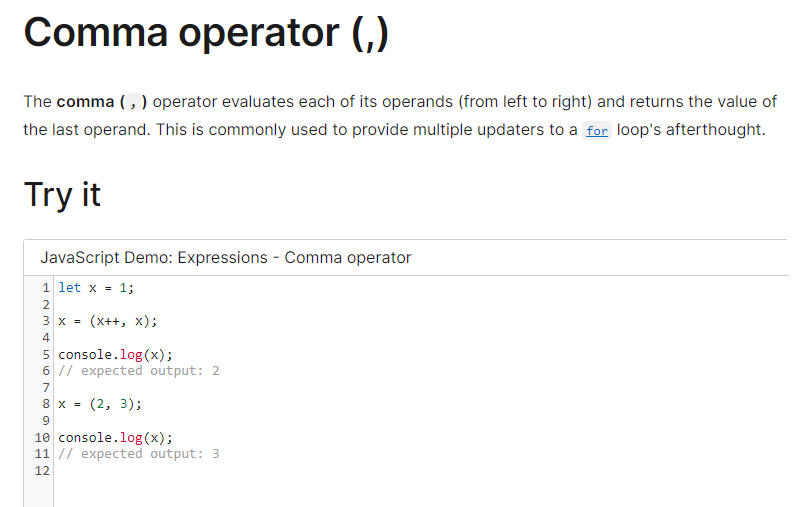 Comma operator (,)
The comma (,) operator evaluates each of its operands (from left to right) and returns the value of
the last operand. This is commonly used to provide multiple updaters to a for loop's afterthought.
Try it
JavaScript Demo: Expressions - Comma operator
1 let x = 1;
2
3 x = (x++, x);
4
5 console.log(x);
6 // expected output: 2
7
8 x = (2, 3);
9
10 console.log(x);
11 // expected output: 3
12